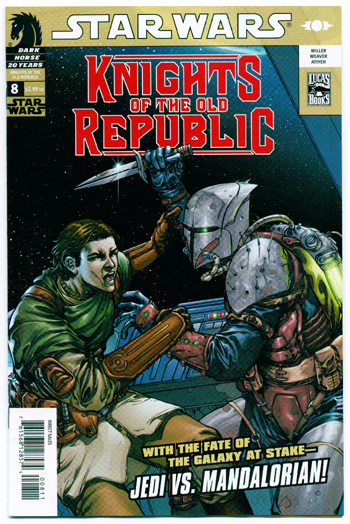 STAR WARS
DARK
HORSE
20 YEARS
KNIGHTS OF THE
OLD REPUBLIC
8
$2.99 US
STAR
WARS
KNIGHTS
OF THE OLD
REPUBLIC
MILLER
WEAVER
ATIYEH
LUCAS
BOOKS
WITH THE FATE OF
THE GALAXY AT STAKE—
JEDI VS. MANDALORIAN!
DIRECT SALES
00811